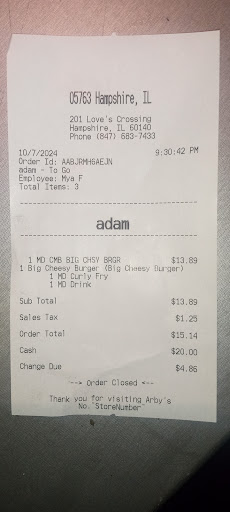 05763 Hampshire, IL
201 Love's Crossing
Hampshire, IL 60140
Phone (847) 683-7433
10/7/2024 9:30:42 PM
Order Id: AABJRMHGAEJN
adam - To Go
Employee: Mya F
Total Items: 3
adam
1 MD CMB BIG CHSY BRGR $13.89
1 Big Cheesy Burger (Big Cheesy Burger)
1 MD Curly Fry
1 MD Drink
Sub Total $13.89
Sales Tax $1.25
Order Total $15.14
Cash $20.00
Change Due $4.86
--> Order Closed <--
Thank you for visiting Arby's
No.`StoreNumber`